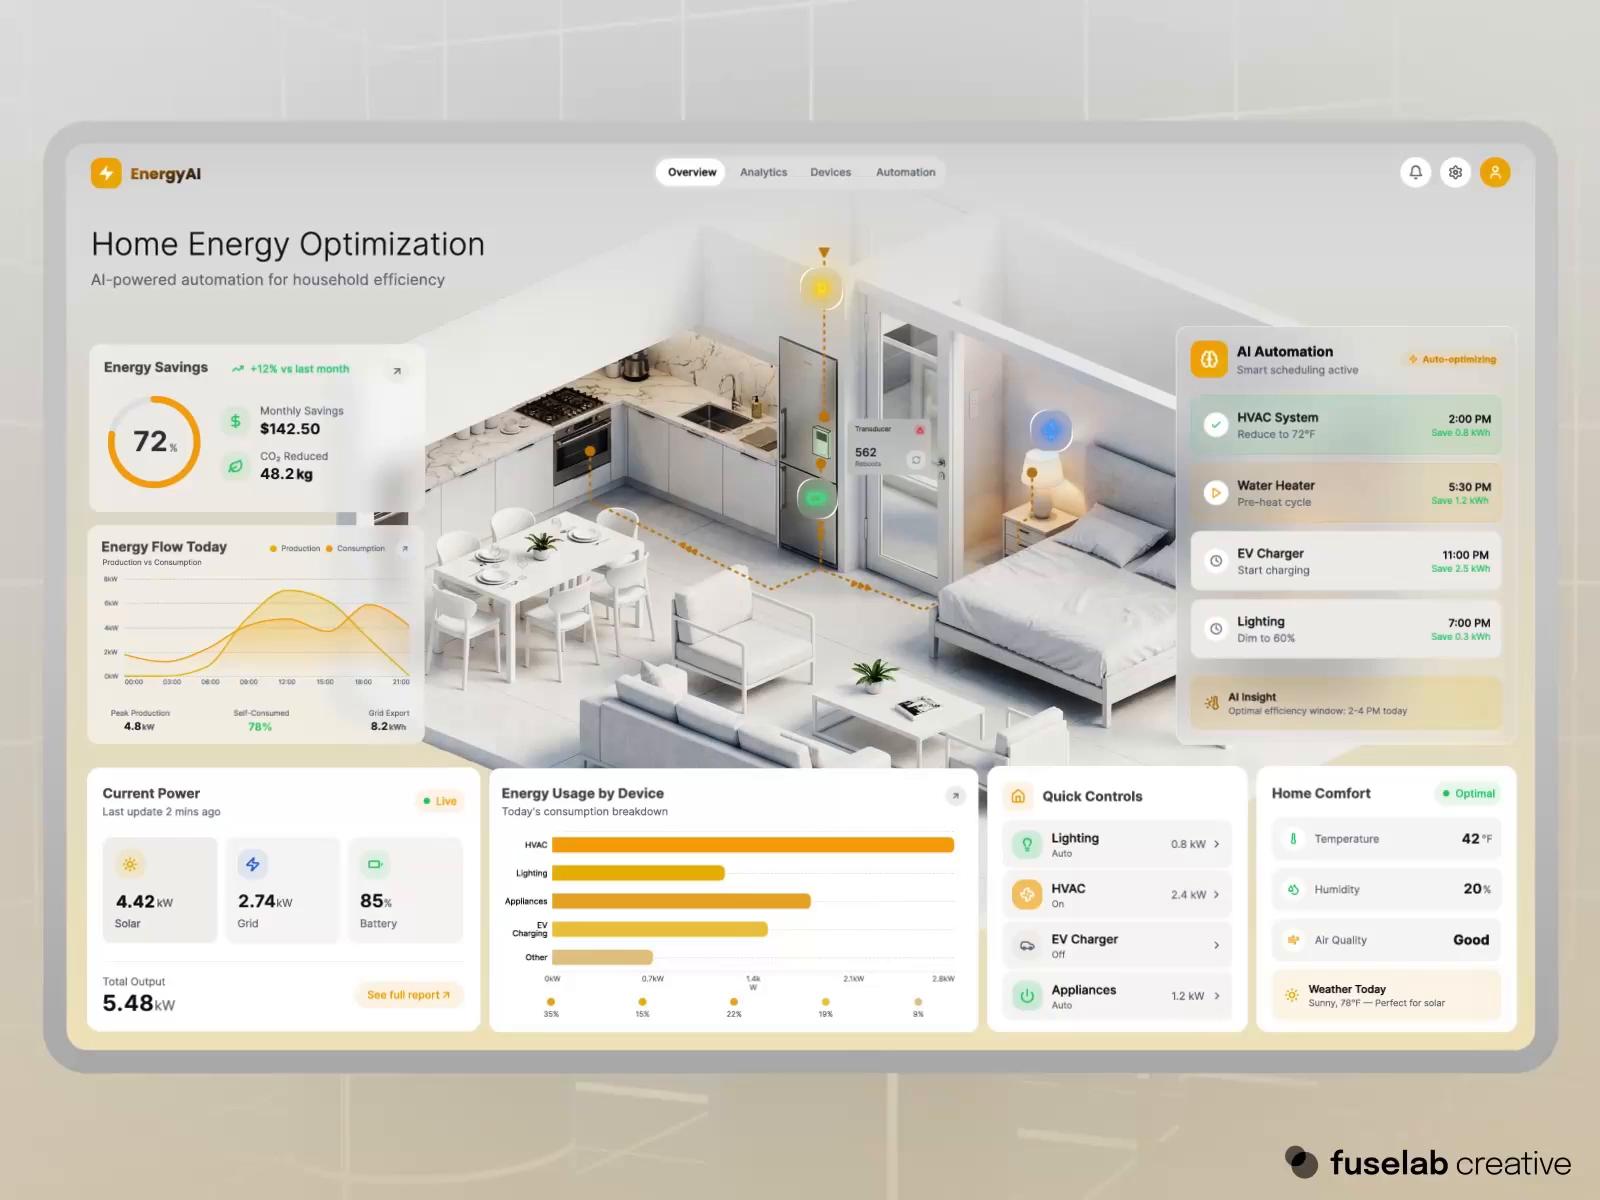 EnergyAI
Overview
Analytics
Devices
Automation
Home Energy Optimization
AI-powered automation for household efficiency
Energy Savings
+12% vs last month
72%
Monthly Savings
$142.50
CO₂ Reduced
48.2kg
Energy Flow Today
Production
Consumption
Production vs Consumption
8kW
6kW
4kW
2kW
0kW
00:00
03:00
06:00
09:00
12:00
15:00
18:00
21:00
Peak Production
4.8kW
Self-Consumed
78%
Grid Export
8.2kWh
Transducer
562
Reboots
AI Automation
Smart scheduling active
Auto-optimizing
HVAC System
Reduce to 72°F
2:00 PM
Save 0.8 kWh
Water Heater
Pre-heat cycle
5:30 PM
Save 1.2 kWh
EV Charger
Start charging
11:00 PM
Save 2.5 kWh
Lighting
Dim to 60%
7:00 PM
Save 0.3 kWh
AI Insight
Optimal efficiency window: 2-4 PM today
Current Power
Last update 2 mins ago
Live
4.42kW
Solar
2.74kW
Grid
85%
Battery
Total Output
5.48kW
See full report
Energy Usage by Device
Today's consumption breakdown
HVAC
Lighting
Appliances
EV
Charging
Other
0kW
0.7kW
1.4k
W
2.1kW
2.8kW
35%
15%
22%
19%
9%
Quick Controls
Lighting
Auto
0.8 kW
HVAC
On
2.4 kW
EV Charger
Off
Appliances
Auto
1.2 kW
Home Comfort
Optimal
Temperature
42°F
Humidity
20%
Air Quality
Good
Weather Today
Sunny, 78°F — Perfect for solar
fuselab creative